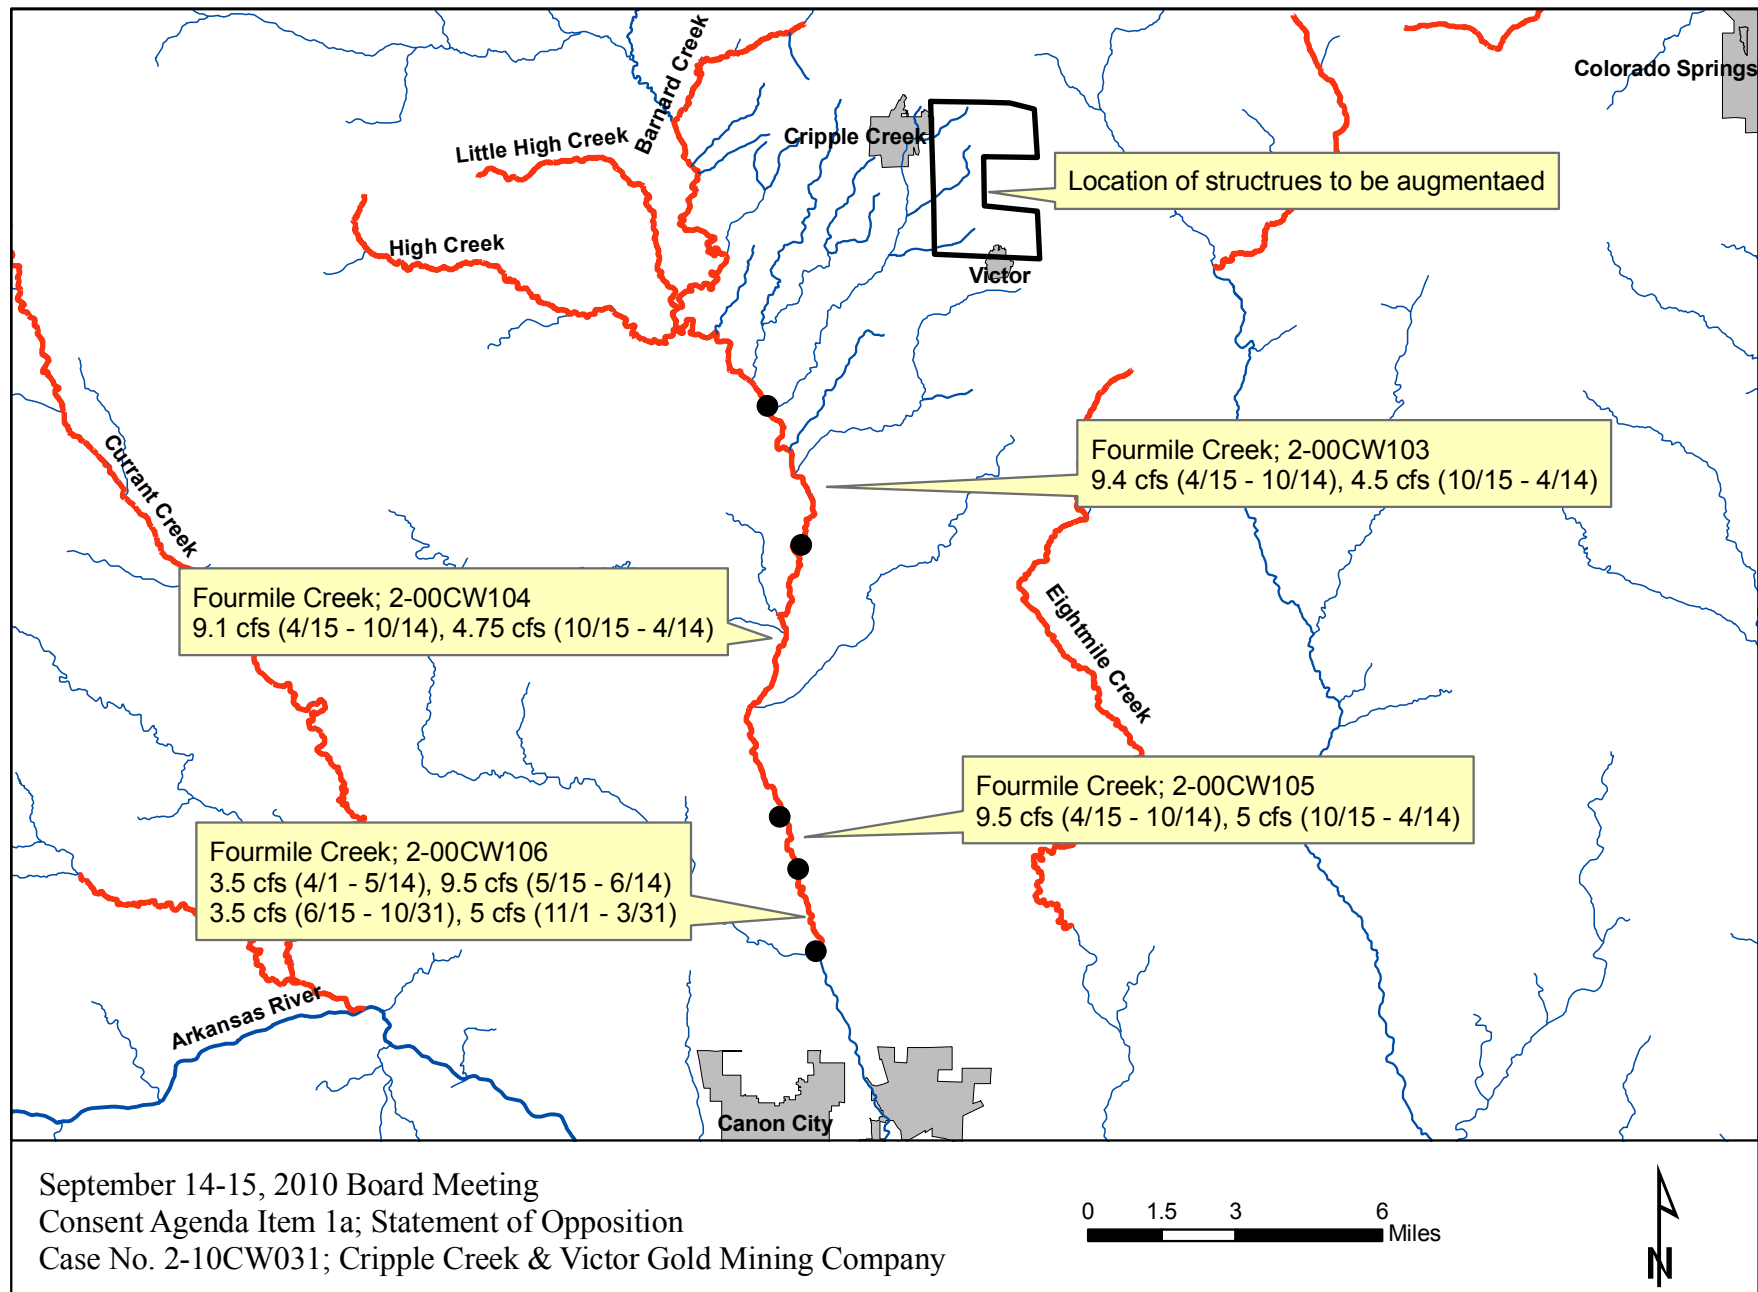 Barnard Creek
Colorado Springs
Little High Creek
Cripple Creek
Location of structrues to be augmentaed
High Creek
Victor
Currant Creek
Fourmile Creek; 2-00CW103
9.4 cfs (4/15 - 10/14), 4.5 cfs (10/15 - 4/14)
Fourmile Creek; 2-00CW104
9.1 cfs (4/15 - 10/14), 4.75 cfs (10/15 - 4/14)
Eightmile Creek
Fourmile Creek; 2-00CW105
9.5 cfs (4/15 - 10/14), 5 cfs (10/15 - 4/14)
Fourmile Creek; 2-00CW106
3.5 cfs (4/1 - 5/14), 9.5 cfs (5/15 - 6/14)
3.5 cfs (6/15 - 10/31), 5 cfs (11/1 - 3/31)
Arkansas River
Canon City
September 14-15, 2010 Board Meeting
Consent Agenda Item 1a; Statement of Opposition
Case No. 2-10CW031; Cripple Creek & Victor Gold Mining Company
0 1.5 3 6
Miles
N